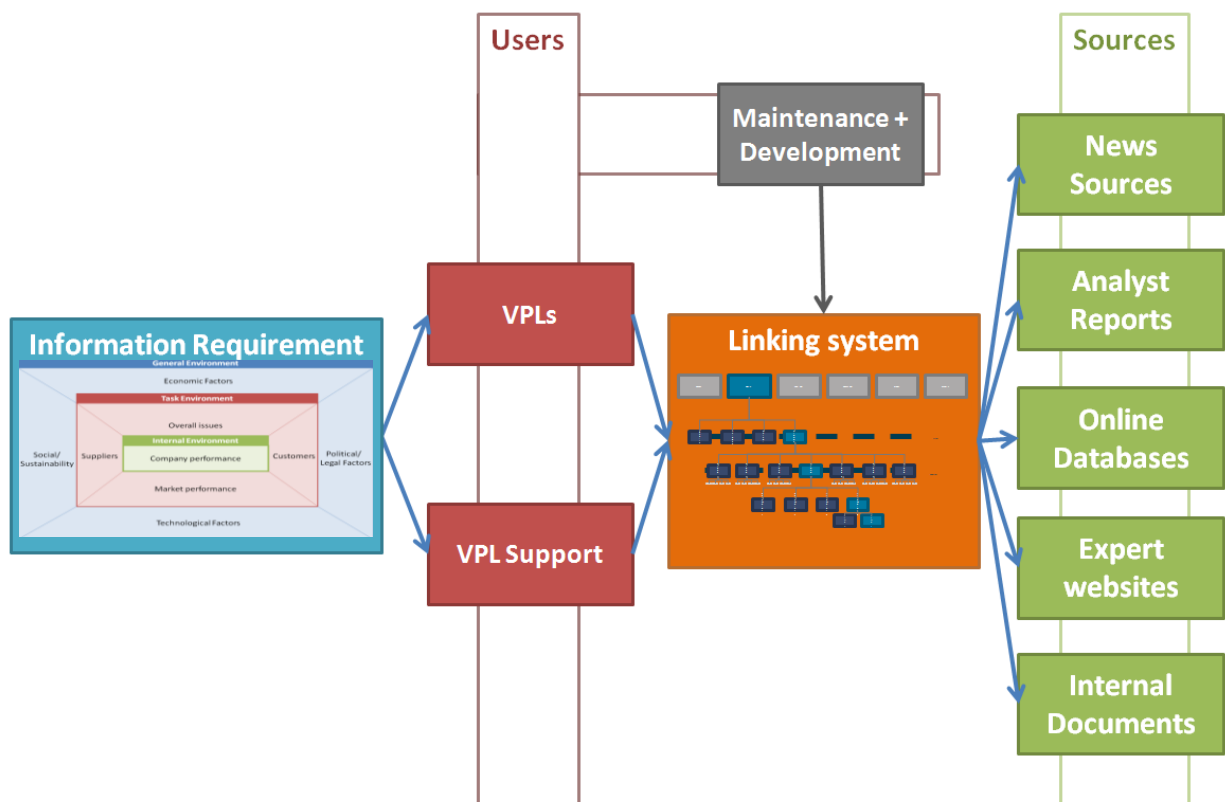 Users
Sources
Maintenance +
Development
News
Sources
VPLs
Analyst
Reports
Information Requirement
General Environment
Economic Factors
Task Environment
Overall issues
Internal Environment
Social/
Sustainability
Suppliers
Company performance
Customers
Political/
Legal Factors
Market performance
Technological Factors
Linking system
Online
Databases
VPL Support
Expert
websites
Internal
Documents